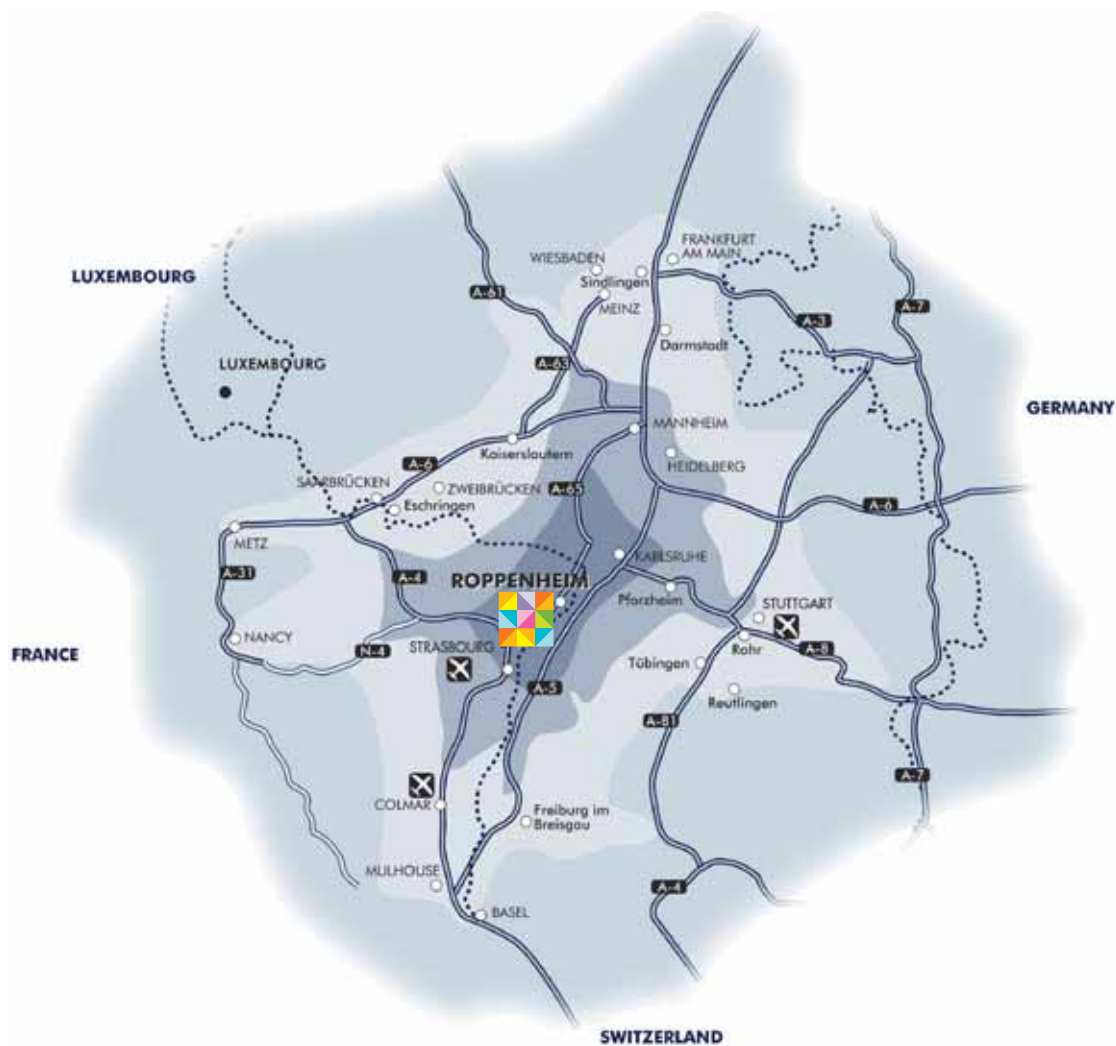 FRANKFURT
AM MAIN
WIESBADEN
Sindlingen
LUXEMBOURG
A-61
MEINZ
A-7
A-3
Darmstadt
A-63
LUXEMBOURG
GERMANY
MANNHEIM
Kaiserslautern
A-6
HEIDELBERG
SAARBRÜCKEN
ZWEIBRÜCKEN
A-65
Eschringen
A-6
METZ
KARLSRUHE
A-31
A-4
ROPPENHEIM
Pforzheim
STUTTGART
NANCY
N-4
STRASBOURG
Rohr
A-8
FRANCE
Tübingen
A-5
Reutlingen
A-81
A-7
COLMAR
Freiburg im
Breisgau
MULHOUSE
A-4
BASEL
SWITZERLAND